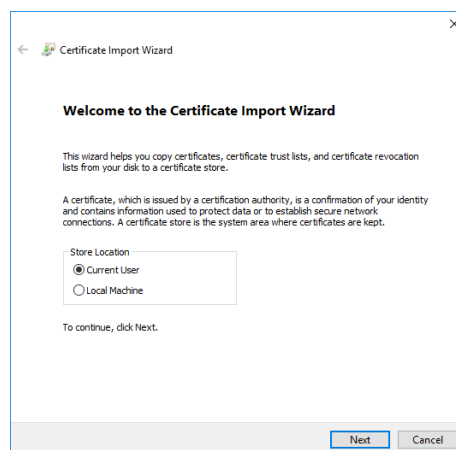 Certificate Import Wizard
Welcome to the Certificate Import Wizard
This wizard helps you copy certificates, certificate trust lists, and certificate revocation
lists from your disk to a certificate store.
A certificate, which is issued by a certification authority, is a confirmation of your identity
and contains information used to protect data or to establish secure network
connections. A certificate store is the system area where certificates are kept.
Store Location
Current User
Local Machine
To continue, click Next.
Next Cancel